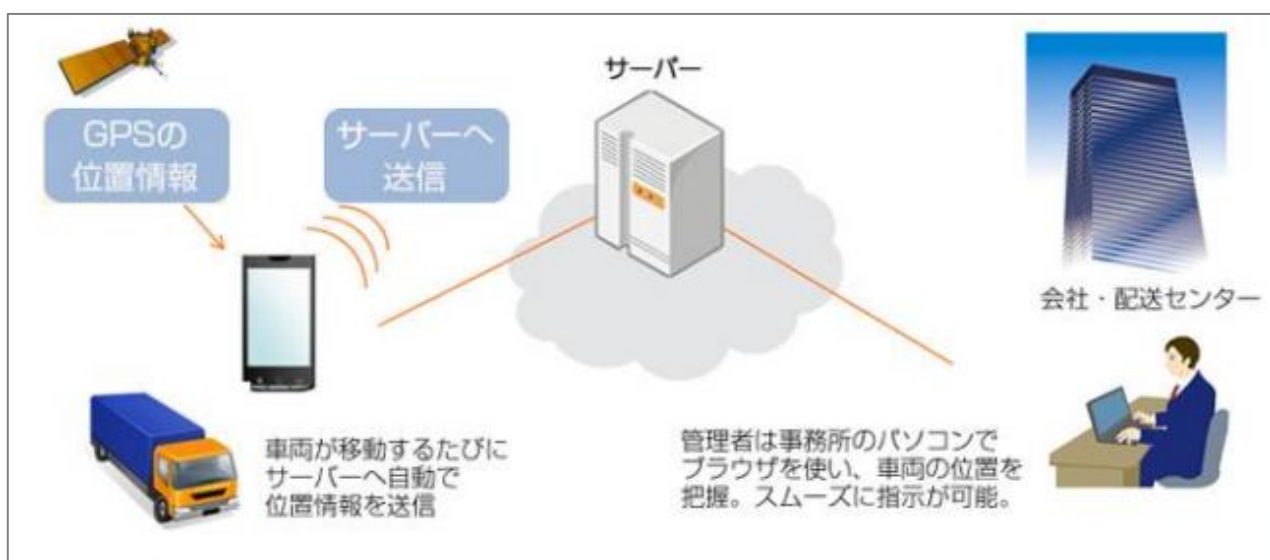 GPSの
位置情報
サーバーへ
送信
サーバー
会社・配送センター
車両が移動するたびに
サーバーへ自動で
位置情報を送信
管理者は事務所のパソコンで
ブラウザを使い、車両の位置を
把握。スムーズに指示が可能。